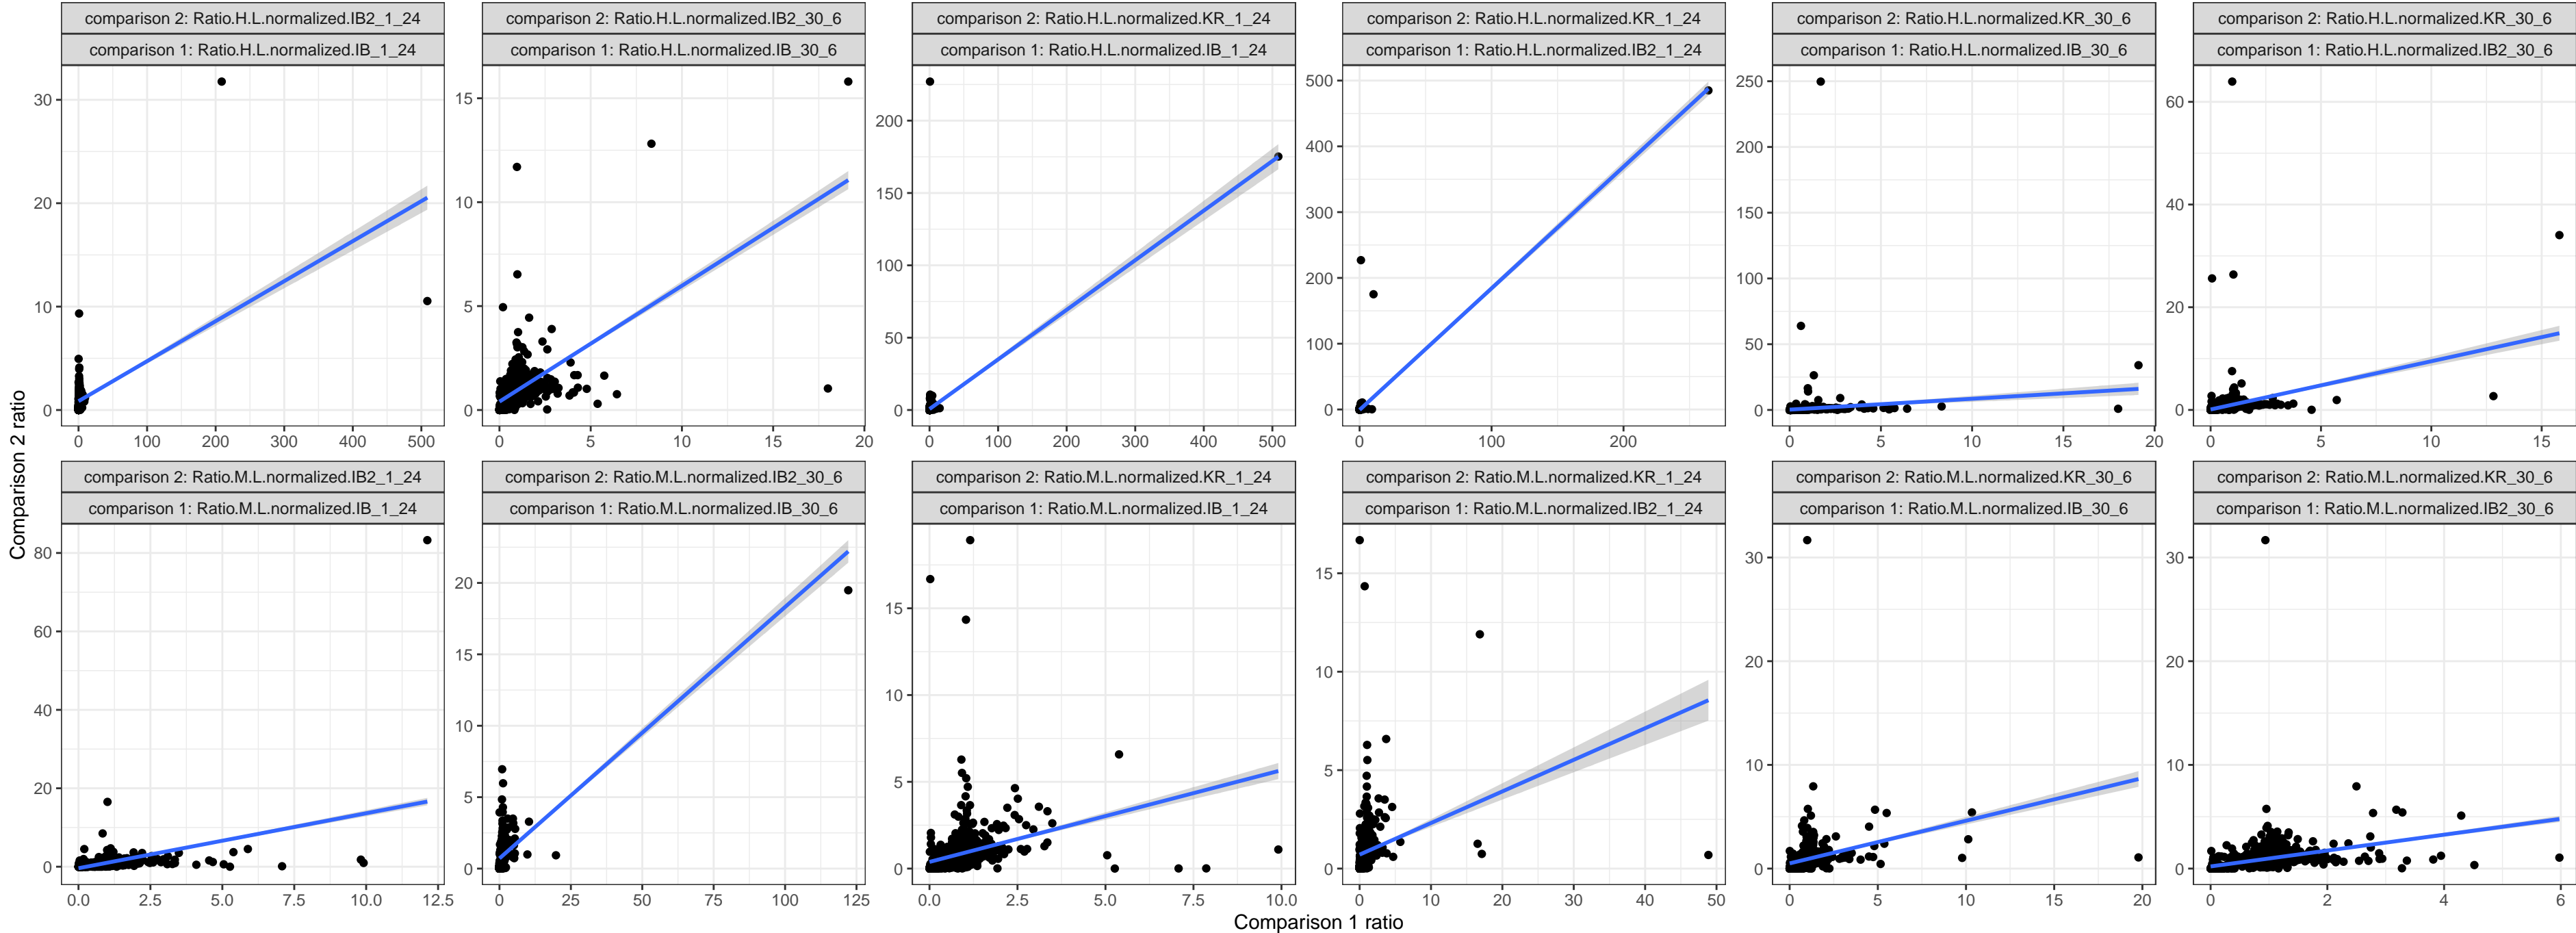 comparison 2: Ratio.H.L.normalized.IB2_1_24
comparison 1: Ratio.H.L.normalized.IB_1_24
30
20
10
0
0 100 200 300 400 500
comparison 2: Ratio.H.L.normalized.IB2_30_6
comparison 1: Ratio.H.L.normalized.IB_30_6
15
10
5
0
0 5 10 15 20
comparison 2: Ratio.H.L.normalized.KR_1_24
comparison 1: Ratio.H.L.normalized.IB_1_24
200
150
100
50
0
0 100 200 300 400 500
comparison 2: Ratio.H.L.normalized.KR_1_24
comparison 1: Ratio.H.L.normalized.IB2_1_24
500
400
300
200
100
0
0 100 200
comparison 2: Ratio.H.L.normalized.KR_30_6
comparison 1: Ratio.H.L.normalized.IB_30_6
250
200
150
100
50
0
0 5 10 15 20
comparison 2: Ratio.H.L.normalized.KR_30_6
comparison 1: Ratio.H.L.normalized.IB2_30_6
60
40
20
0
0 5 10 15
Comparison 2 ratio
comparison 2: Ratio.M.L.normalized.IB2_1_24
comparison 1: Ratio.M.L.normalized.IB_1_24
80
60
40
20
0
0.0 2.5 5.0 7.5 10.0 12.5
comparison 2: Ratio.M.L.normalized.IB2_30_6
comparison 1: Ratio.M.L.normalized.IB_30_6
20
15
10
5
0
0 25 50 75 100 125
comparison 2: Ratio.M.L.normalized.KR_1_24
comparison 1: Ratio.M.L.normalized.IB_1_24
15
10
5
0
0.0 2.5 5.0 7.5 10.0
comparison 2: Ratio.M.L.normalized.KR_1_24
comparison 1: Ratio.M.L.normalized.IB2_1_24
15
10
5
0
0 10 20 30 40 50
comparison 2: Ratio.M.L.normalized.KR_30_6
comparison 1: Ratio.M.L.normalized.IB_30_6
30
20
10
0
0 5 10 15 20
comparison 2: Ratio.M.L.normalized.KR_30_6
comparison 1: Ratio.M.L.normalized.IB2_30_6
30
20
10
0
0 2 4 6
Comparison 1 ratio